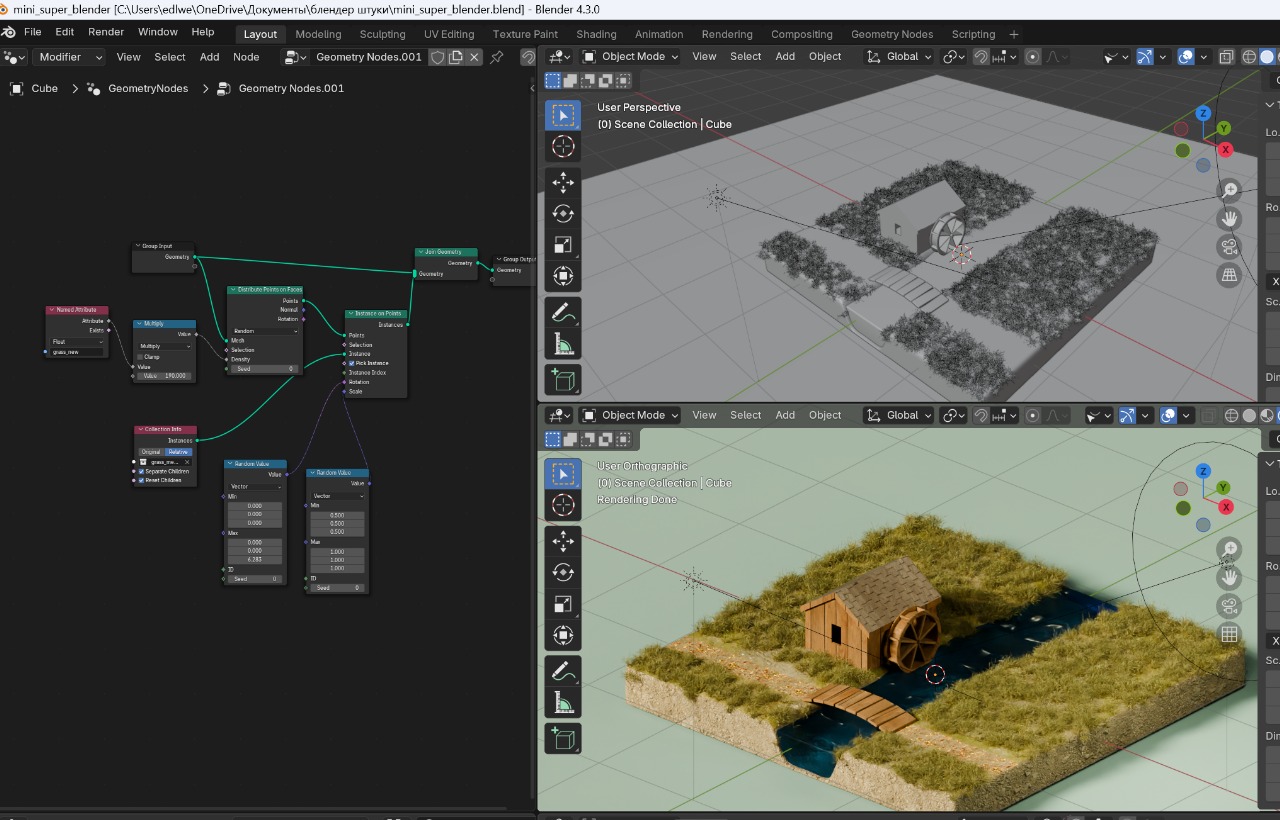 mini_super_blender [C:\Users\edlwe\OneDrive\Документы\блендер штуки\mini_super_blender.blend] - Blender 4.3.0
File Edit Render Window Help
Layout Modeling Sculpting UV Editing Texture Paint Shading Animation Rendering Compositing Geometry Nodes Scripting
Modifier View Select Add Node Geometry Nodes.001
Cube GeometryNodes Geometry Nodes.001
Group Input
Geometry
Join Geometry
Geometry
Geometry
Group Outp
Geometry
Named Attribute
Attribute
Exists
Float
grass_new
Multiply
Value
Multiply
Clamp
Value
Value 190.000
Distribute Points on Faces
Points
Normal
Rotation
Random
Mesh
Selection
Density
Seed 0
Instance on Points
Instances
Points
Selection
Instance
Pick Instance
Instance Index
Rotation
Scale
Collection Info
Instances
Original Relative
Separate Children
Reset Children
Random Value
Value
Vector
Min
0.000
0.000
0.000
Max
0.000
0.000
6.283
ID
Seed 0
Random Value
Value
Vector
Min
0.500
0.500
0.500
Max
1.000
1.000
1.000
ID
Seed 0
Object Mode View Select Add Object Global
User Perspective
(0) Scene Collection | Cube
Z
Y
X
Lo.
Ro
X
Sc.
Din
Object Mode View Select Add Object Global
User Orthographic
(0) Scene Collection | Cube
Rendering Done
Z
Y
X
Lo.
Ro.
X
Sc.
Din